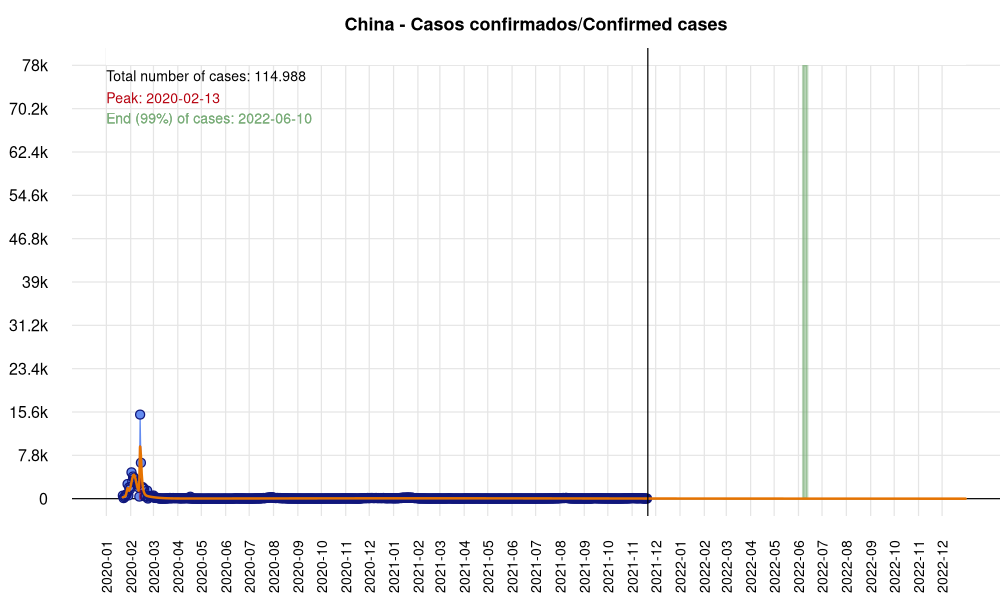 China - Casos confirmados/Confirmed cases
Total number of cases: 114.988
Peak: 2020-02-13
End (99%) of cases: 2022-06-10
78k
70.2k
62.4k
54.6k
46.8k
39k
31.2k
23.4k
15.6k
7.8k
0
2020-01
2020-02
2020-03
2020-04
2020-05
2020-06
2020-07
2020-08
2020-09
2020-10
2020-11
2020-12
2021-01
2021-03
2021-03
2021-04
2021-05
2021-06
2021-07
2021-08
2021-09
2021-10
2021-11
2021-12
2022-01
2022-02
2022-03
2022-04
2022-05
2022-06
2022-07
2022-08
2022-09
2022-10
2022-11
2022-12